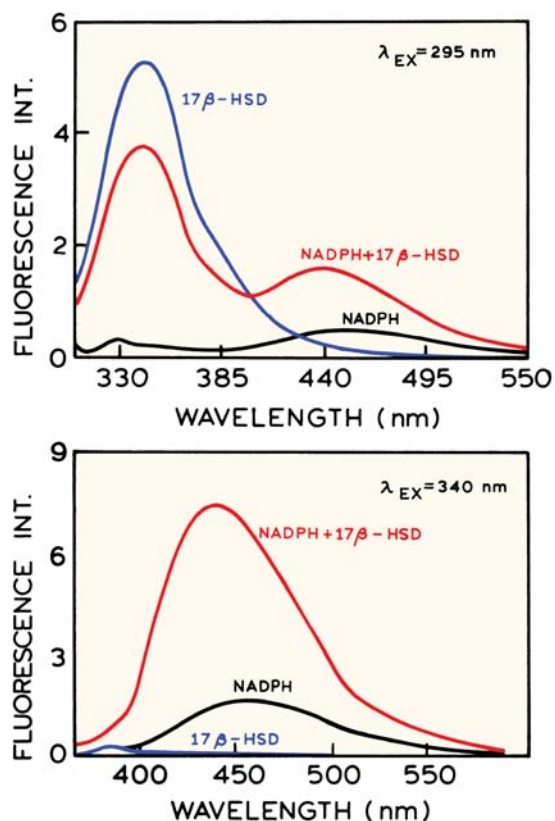 6
λ EX = 295 nm
17β-HSD
4
2
NADPH+17β-HSD
NADPH
0
330 385 440 495 550
WAVELENGTH (nm)
FLUORESCENCE INT.
9
λ EX = 340 nm
NADPH+17β-HSD
6
3
NADPH
17β-HSD
0
400 450 500 550
WAVELENGTH (nm)
FLUORESCENCE INT.